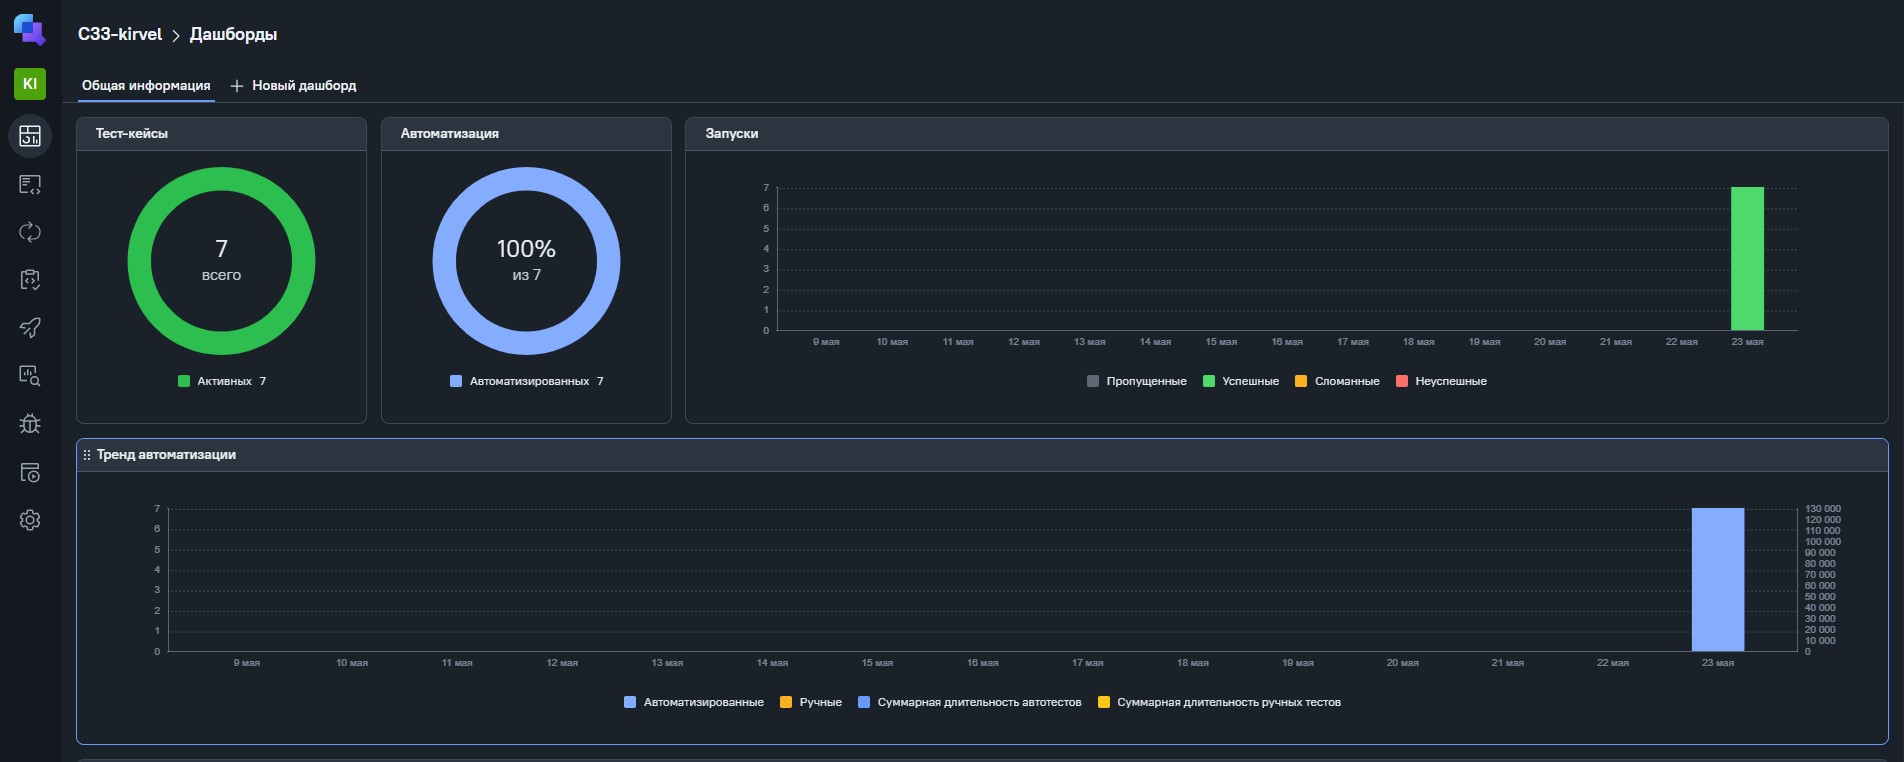 C33-kirvel > Дашборды
KI
Общая информация + Новый дашборд
Тест-кейсы
7
всего
Активных 7
Автоматизация
100%
из 7
Автоматизированных 7
Запуски
7
6
5
4
3
2
1
0
9 мая 10 мая 11 мая 12 мая 13 мая 14 мая 15 мая 16 мая 17 мая 18 мая 19 мая 20 мая 21 мая 22 мая 23 мая
Пропущенные Успешные Сломанные Неуспешные
Тренд автоматизации
7
6
5
4
3
2
1
0
130 000
120 000
110 000
100 000
90 000
80 000
70 000
60 000
50 000
40 000
30 000
20 000
10 000
0
9 мая 10 мая 11 мая 12 мая 13 мая 14 мая 15 мая 16 мая 17 мая 18 мая 19 мая 20 мая 21 мая 22 мая 23 мая
Автоматизированные Ручные Суммарная длительность автотестов Суммарная длительность ручных тестов